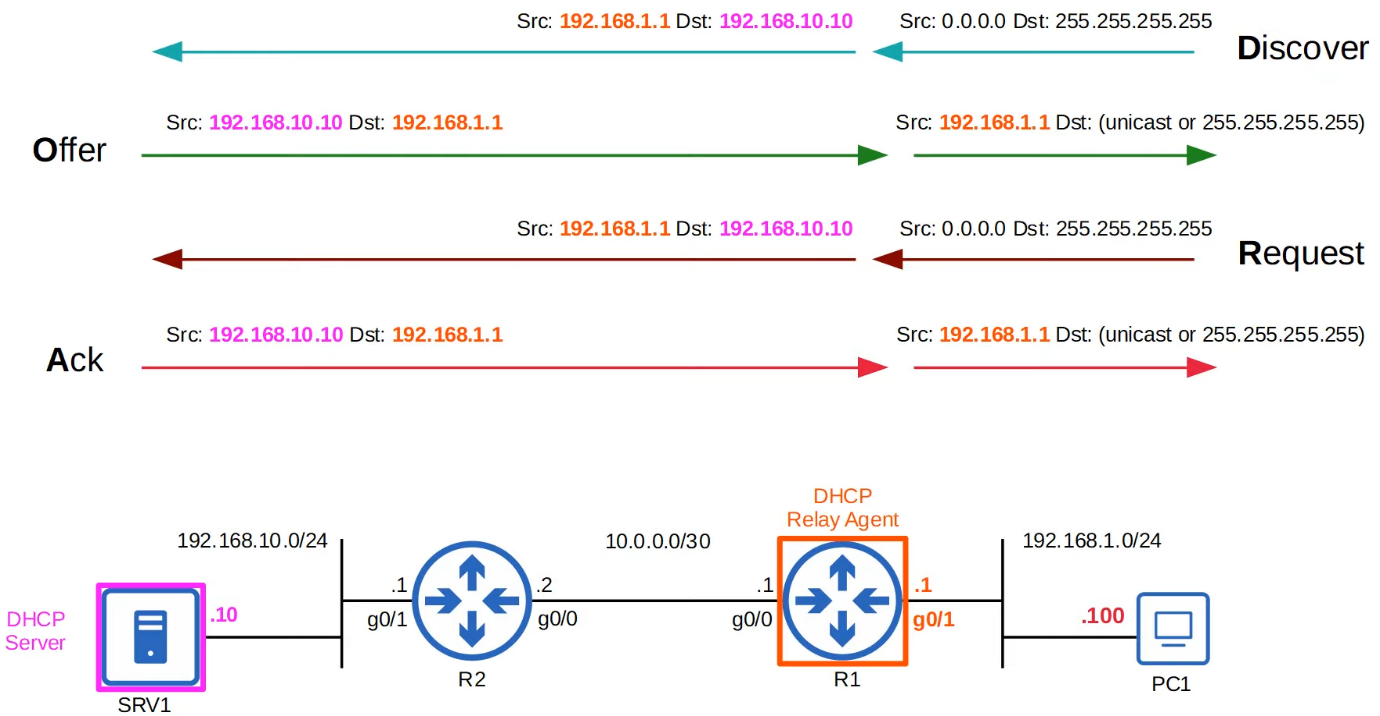 Src: 192.168.1.1 Dst: 192.168.10.10
Src: 0.0.0.0 Dst: 255.255.255.255
Discover
Src: 192.168.10.10 Dst: 192.168.1.1
Src: 192.168.1.1 Dst: (unicast or 255.255.255.255)
Offer
Src: 192.168.1.1 Dst: 192.168.10.10
Src: 0.0.0.0 Dst: 255.255.255.255
Request
Src: 192.168.10.10 Dst: 192.168.1.1
Src: 192.168.1.1 Dst: (unicast or 255.255.255.255)
Ack
DHCP
Relay Agent
192.168.10.0/24
10.0.0.0/30
192.168.1.0/24
.1
.2
.1
.1
DHCP
Server
.10
g0/1
g0/0
g0/0
g0/1
.100
SRV1
R2
R1
PC1